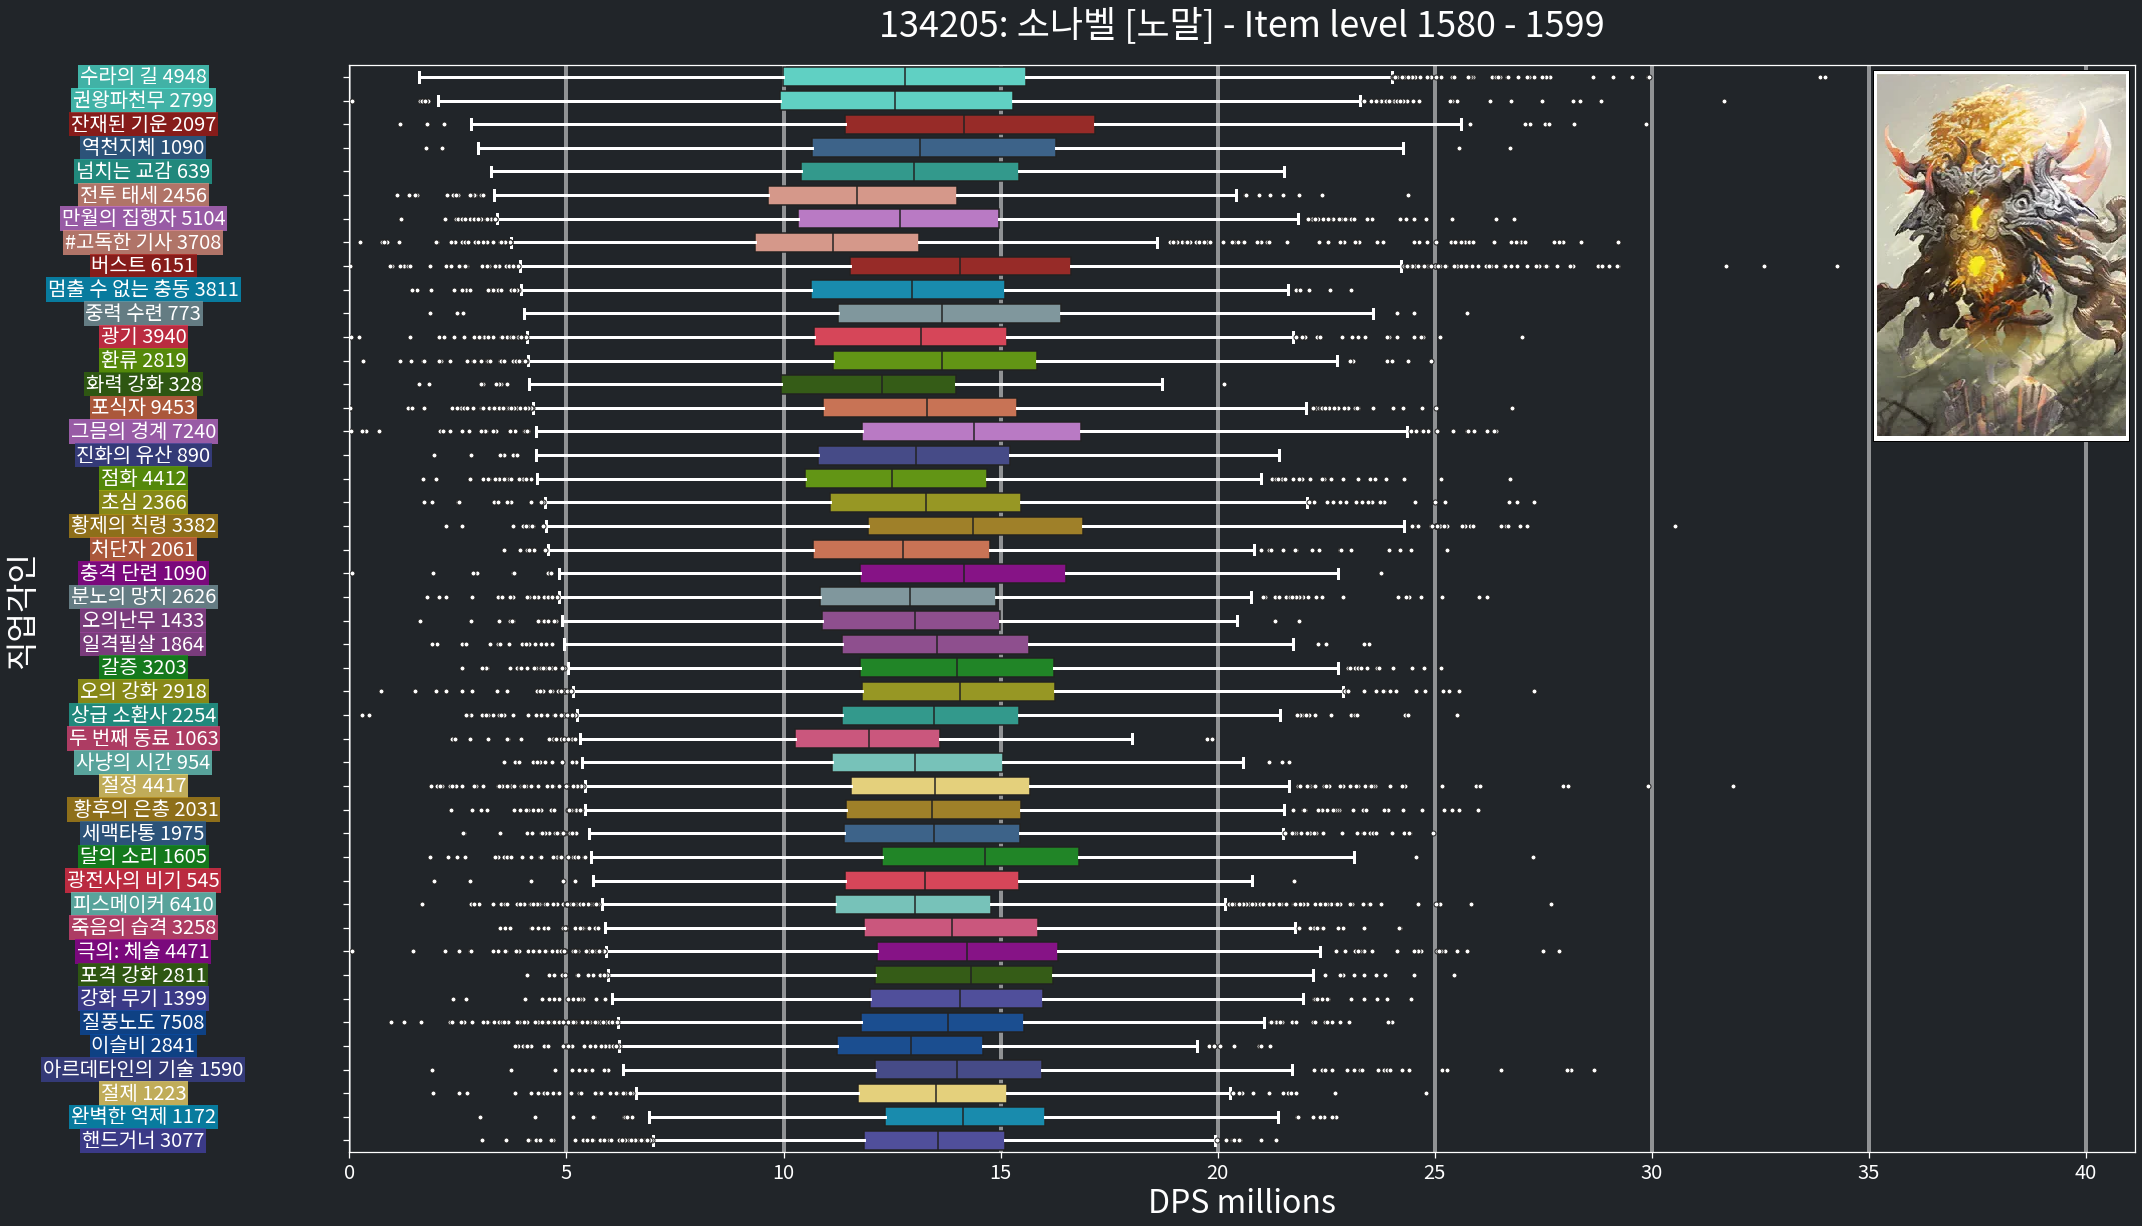 134205: 소나벨 [노말] - Item level 1580 - 1599
수라의 길 4948
권왕파천무 2799
잔재된 기운 2097
역천지체 1090
넘치는 교감 639
전투 태세 2456
만월의 집행자 5104
#고독한 기사 3708
버스트 6151
멈출 수 없는 충동 3811
중력 수련 773
광기 3940
환류 2819
화력 강화 328
포식자 9453
그믐의 경계 7240
진화의 유산 890
점화 4412
초심 2366
황제의 칙령 3382
처단자 2061
충격 단련 1090
분노의 망치 2626
오의난무 1433
일격필살 1864
갈증 3203
오의 강화 2918
상급 소환사 2254
두 번째 동료 1063
사냥의 시간 954
절정 4417
황후의 은총 2031
세맥타통 1975
달의 소리 1605
광전사의 비기 545
피스메이커 6410
죽음의 습격 3258
극의: 체술 4471
포격 강화 2811
강화 무기 1399
질풍노도 7508
이슬비 2841
아르데타인의 기술 1590
절제 1223
완벽한 억제 1172
핸드거너 3077
직업각인
0 5 10 15 20 25 30 35 40
DPS millions